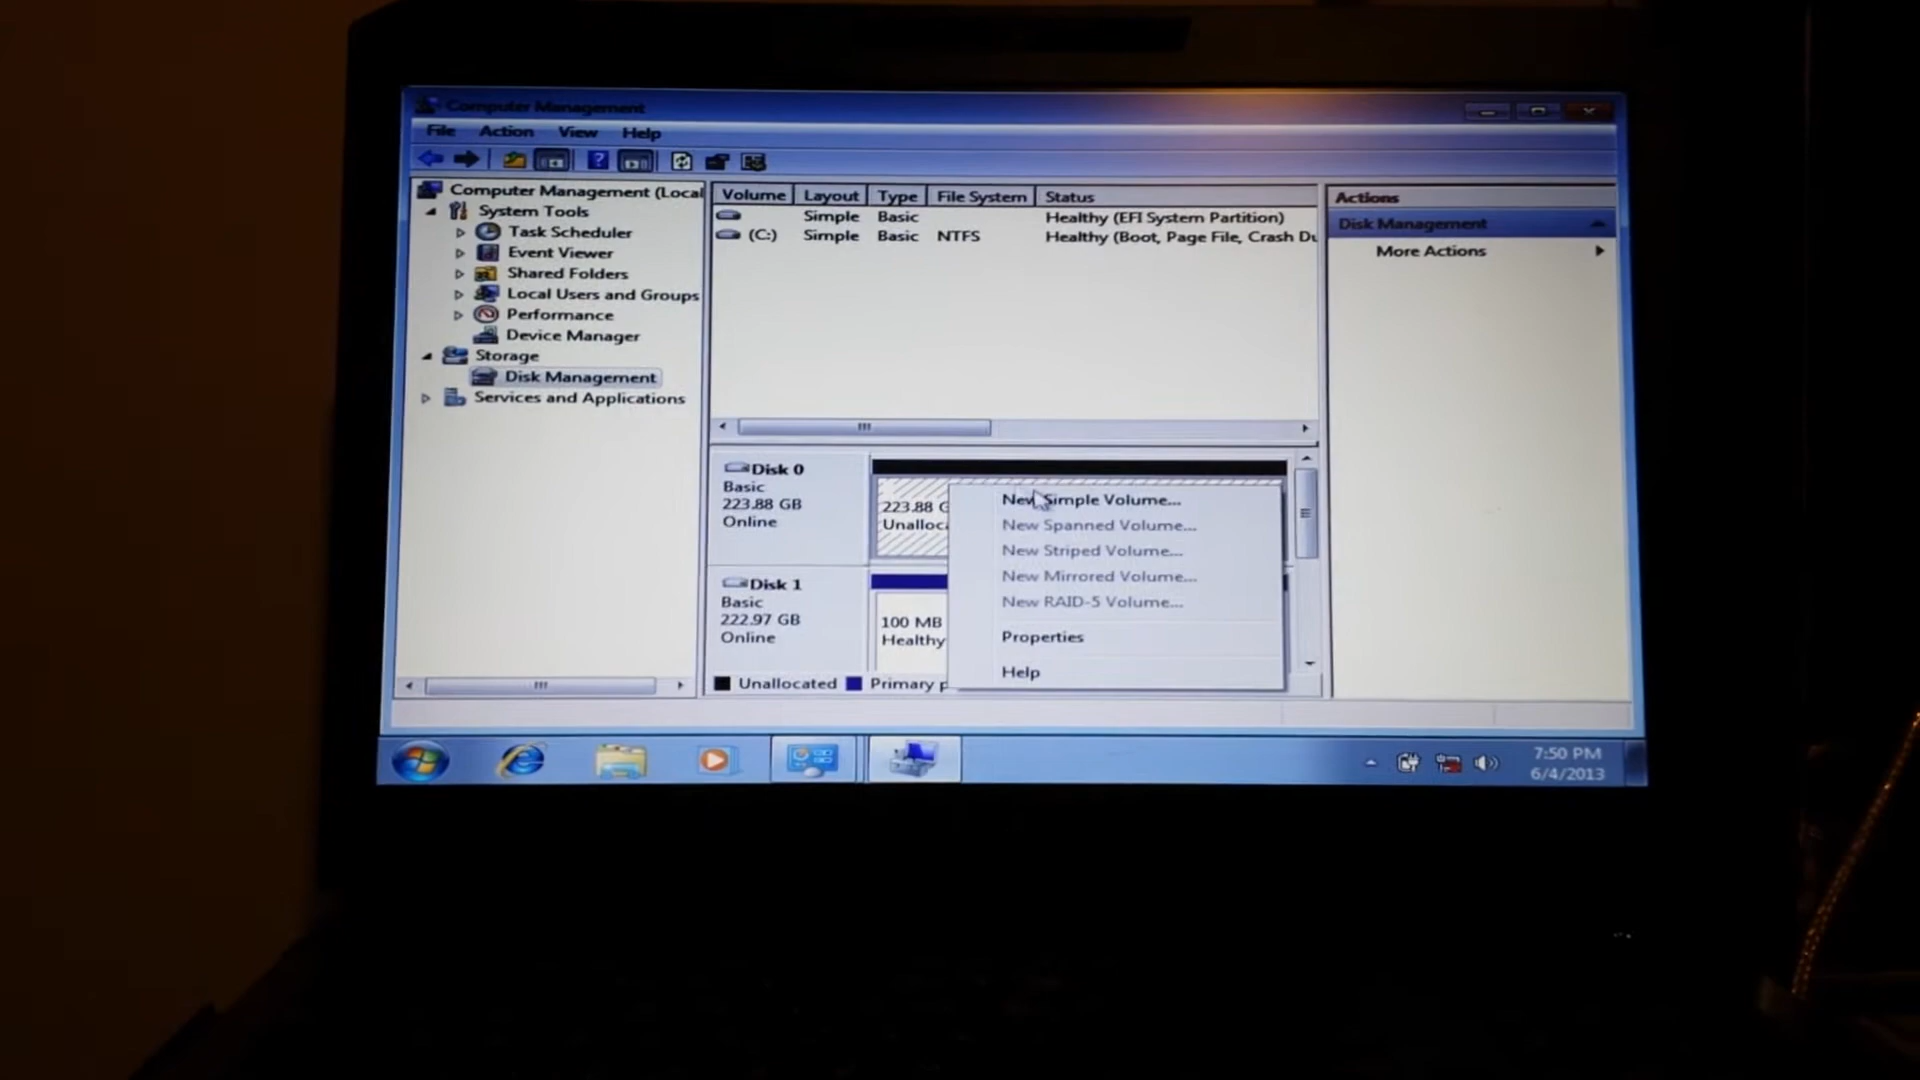 Computer Management
File Action View Help
Computer Management (Local
System Tools
Task Scheduler
Event Viewer
Shared Folders
Local Users and Groups
Performance
Device Manager
Storage
Disk Management
Services and Applications
Volume Layout Type File System Status
Simple Basic Healthy (EFI System Partition)
(C:) Simple Basic NTFS Healthy (Boot, Page File, Crash Du
Disk 0
Basic
223.88 GB
Online
223.88 G
Unalloc
Disk 1
Basic
222.97 GB
Online
100 MB
Healthy
Unallocated Primary p
New Simple Volume...
New Spanned Volume...
New Striped Volume...
New Mirrored Volume...
New RAID-5 Volume...
Properties
Help
Actions
Disk Management
More Actions
7:50 PM
6/4/2013